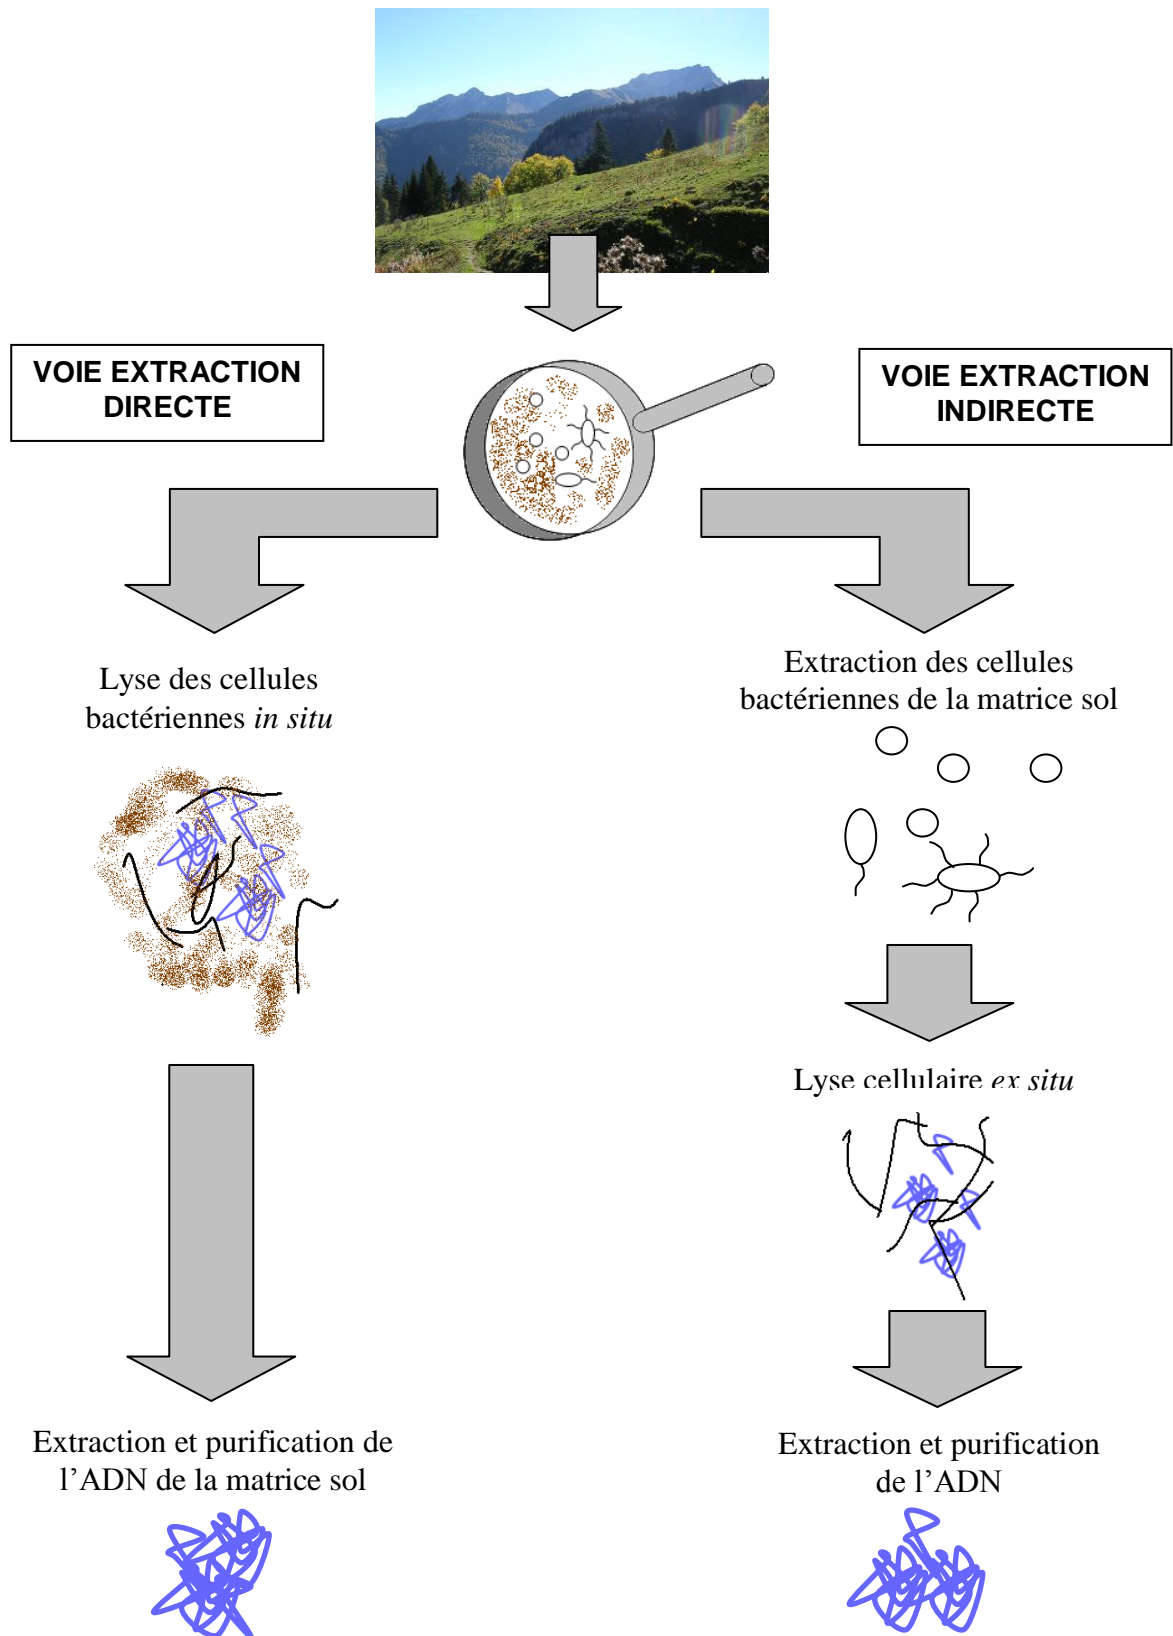 VOIE EXTRACTION
DIRECTE
VOIE EXTRACTION
INDIRECTE
Lyse des cellules
bactériennes in situ
Extraction des cellules
bactériennes de la matrice sol
Lyse cellulaire ex situ
Extraction et purification de
l’ADN de la matrice sol
Extraction et purification
de l’ADN